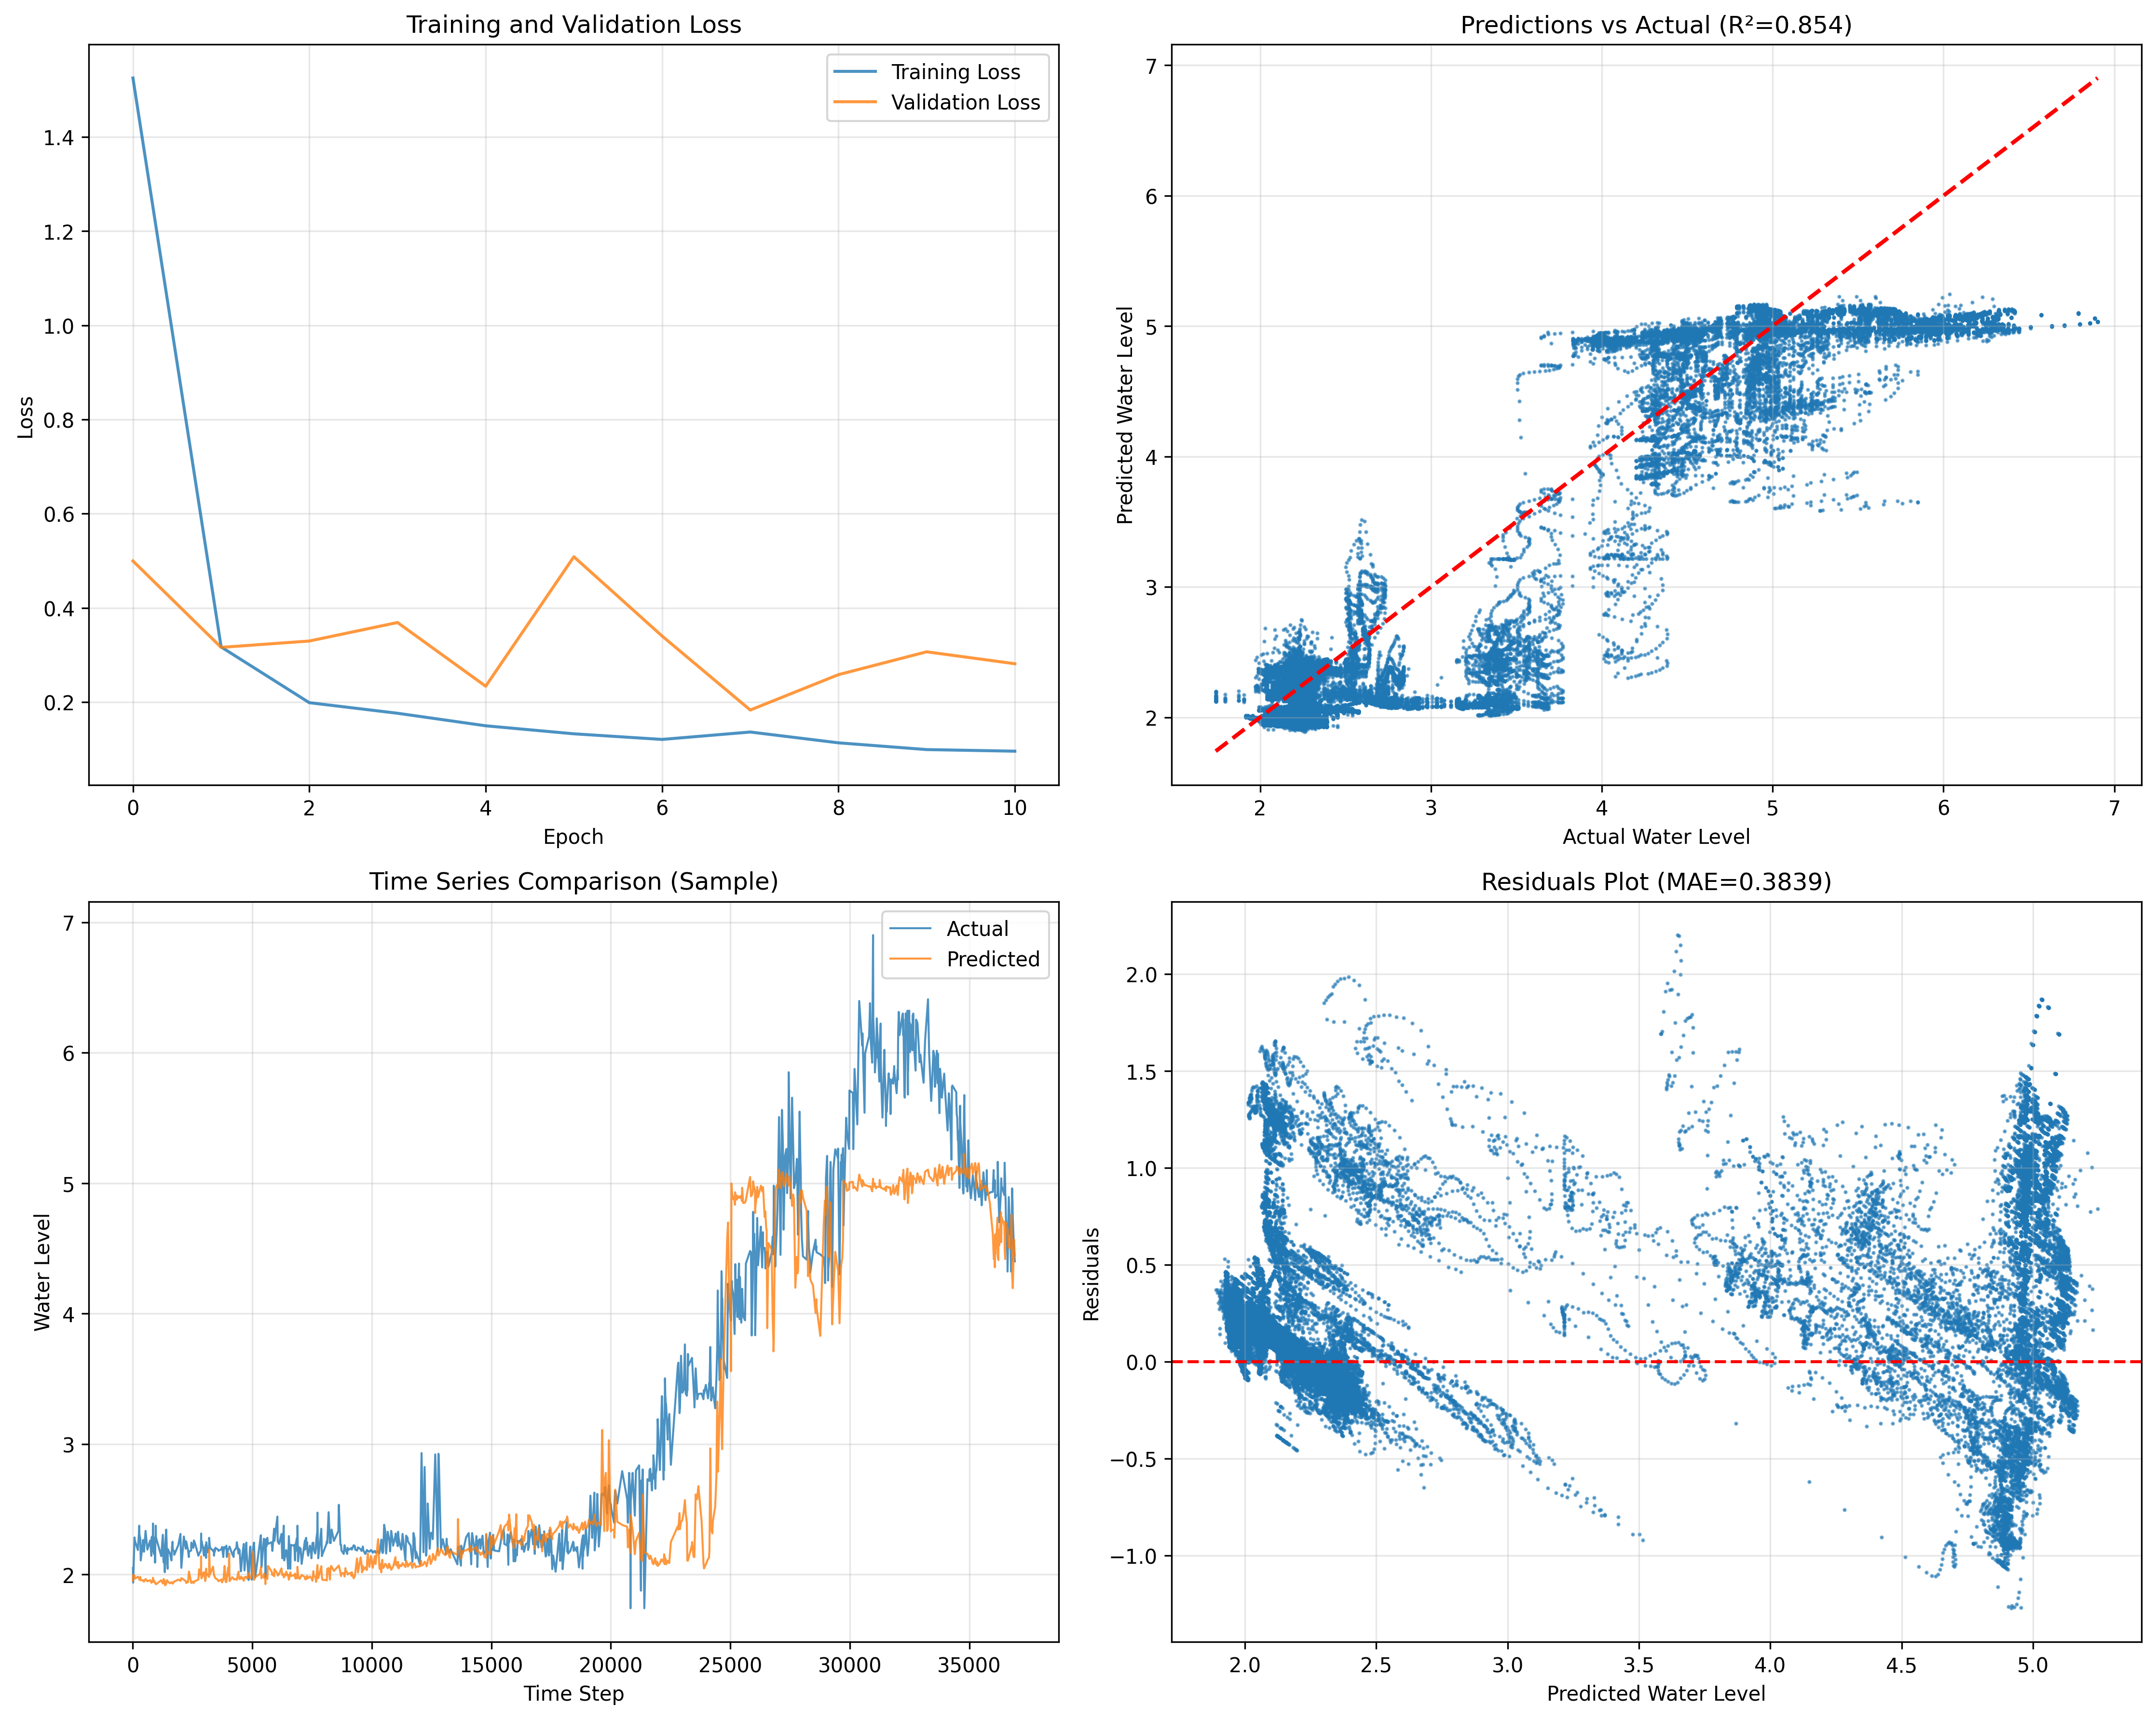 Training and Validation Loss
Training Loss
Validation Loss
Loss
1.4
1.2
1.0
0.8
0.6
0.4
0.2
0 2 4 6 8 10
Epoch
Predictions vs Actual (R²=0.854)
Predicted Water Level
7
6
5
4
3
2
2 3 4 5 6 7
Actual Water Level
Time Series Comparison (Sample)
Actual
Predicted
Water Level
7
6
5
4
3
2
0 5000 10000 15000 20000 25000 30000 35000
Time Step
Residuals Plot (MAE=0.3839)
Residuals
2.0
1.5
1.0
0.5
0.0
−0.5
−1.0
2.0 2.5 3.0 3.5 4.0 4.5 5.0
Predicted Water Level